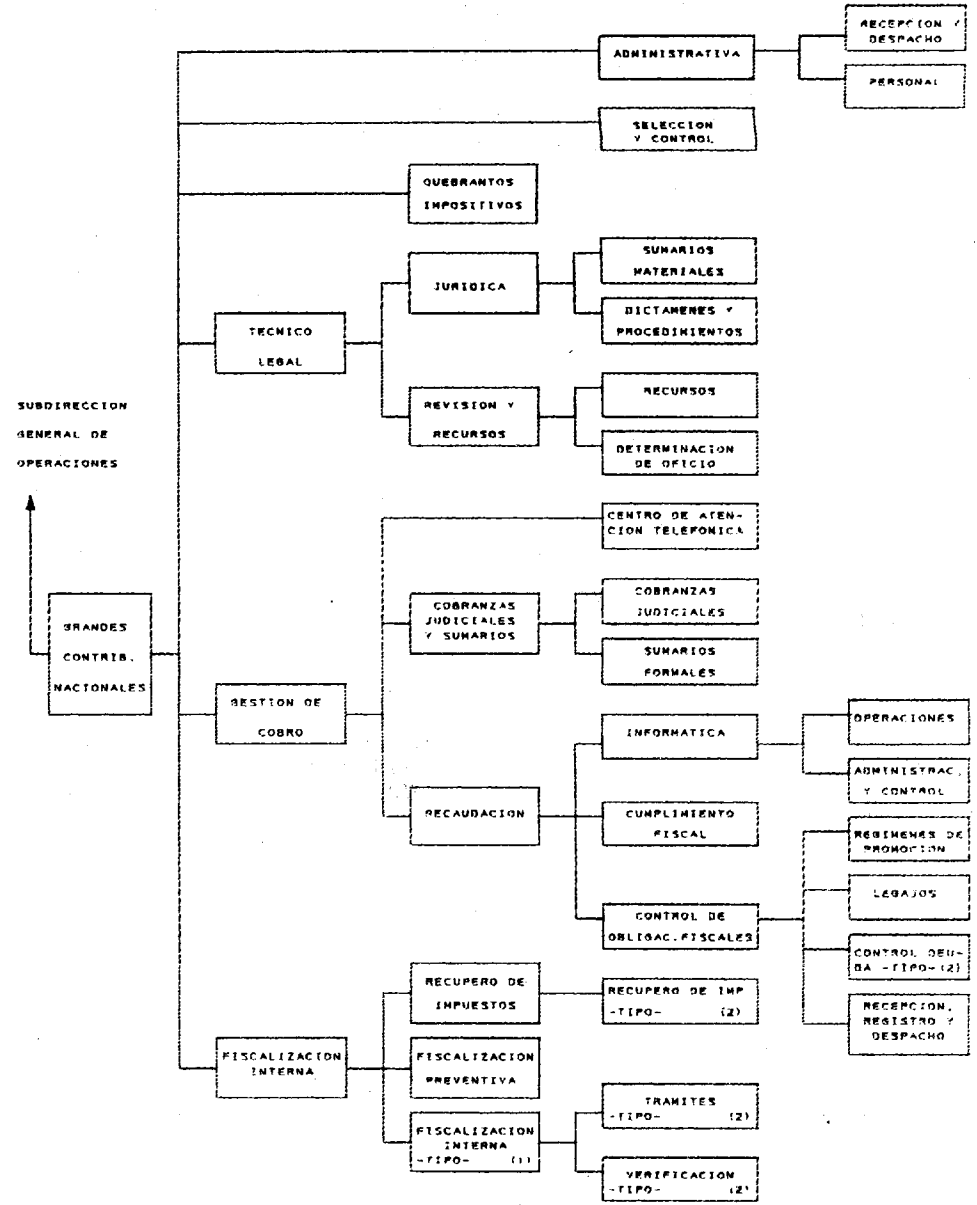 RECEPCION Y
DESPACHO
ADMINISTRATIVA
PERSONAL
SELECCION
Y CONTROL
QUEBRANTOS
IMPOSITIVOS
SUMARIOS
MATERIALES
JURIDICA
DICTAMENES Y
PROCEDIMIENTOS
TECNICO
LEGAL
RECURSOS
REVISION Y
RECURSOS
DETERMINACION
DE OFICIO
SUBDIRECCION
GENERAL DE
OPERACIONES
CENTRO DE ATEN-
CION TELEFONICA
COBRANZAS
JUDICIALES
COBRANZAS
JUDICIALES
Y SUMARIOS
SUMARIOS
FORMALES
GRANDES
CONTRIB.
NACIONALES
GESTION DE
COBRO
INFORMATICA
OPERACIONES
ADMINISTRAC.
Y CONTROL
RECAUDACION
CUMPLIMIENTO
FISCAL
REGIMENES DE
PROMOCION
LEGAJOS
CONTROL DE
OBLIGAC.FISCALES
CONTROL DEU-
DA -TIPO- (2)
RECEPCION,
REGISTRO Y
DESPACHO
RECUPERO DE
IMPUESTOS
RECUPERO DE IMP
-TIPO- (2)
FISCALIZACION
INTERNA
FISCALIZACION
PREVENTIVA
TRAMITES
-TIPO- (2)
FISCALIZACION
INTERNA
-TIPO- (1)
VERIFICACION
-TIPO- (2)